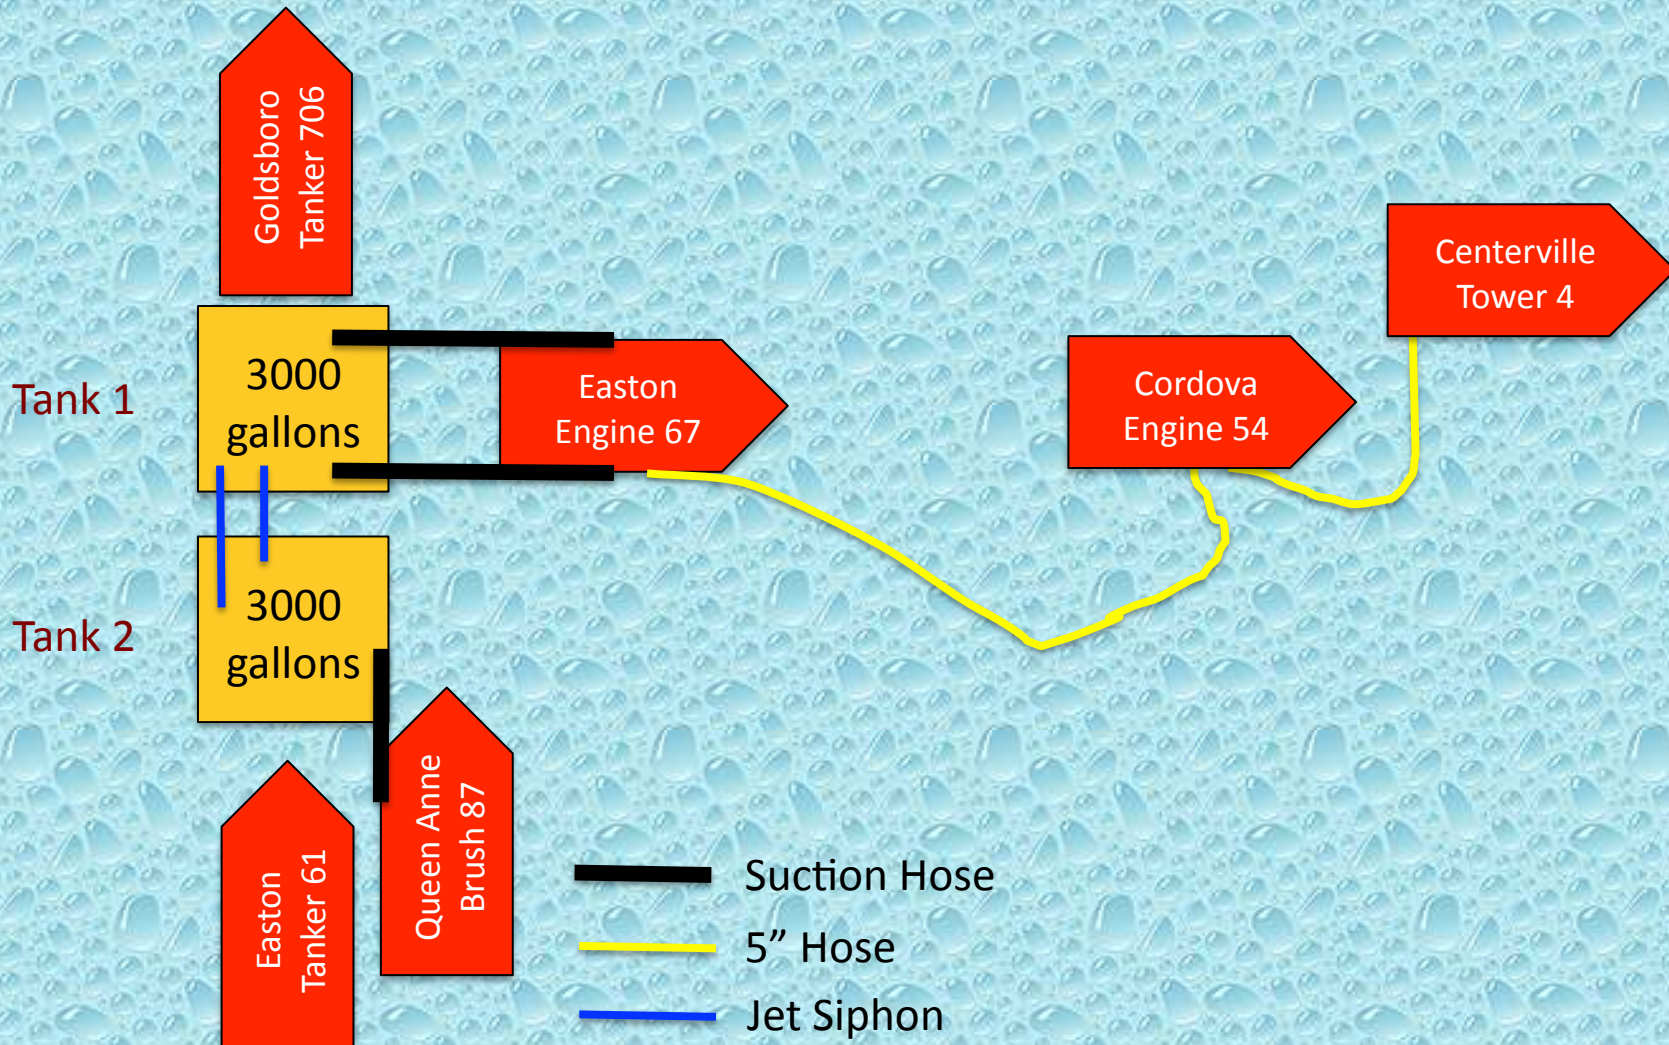 Goldsboro
Tanker 706
Tank 1
3000
gallons
Easton
Engine 67
Cordova
Engine 54
Centerville
Tower 4
Tank 2
3000
gallons
Easton
Tanker 61
Queen Anne
Brush 87
Suction Hose
5” Hose
Jet Siphon